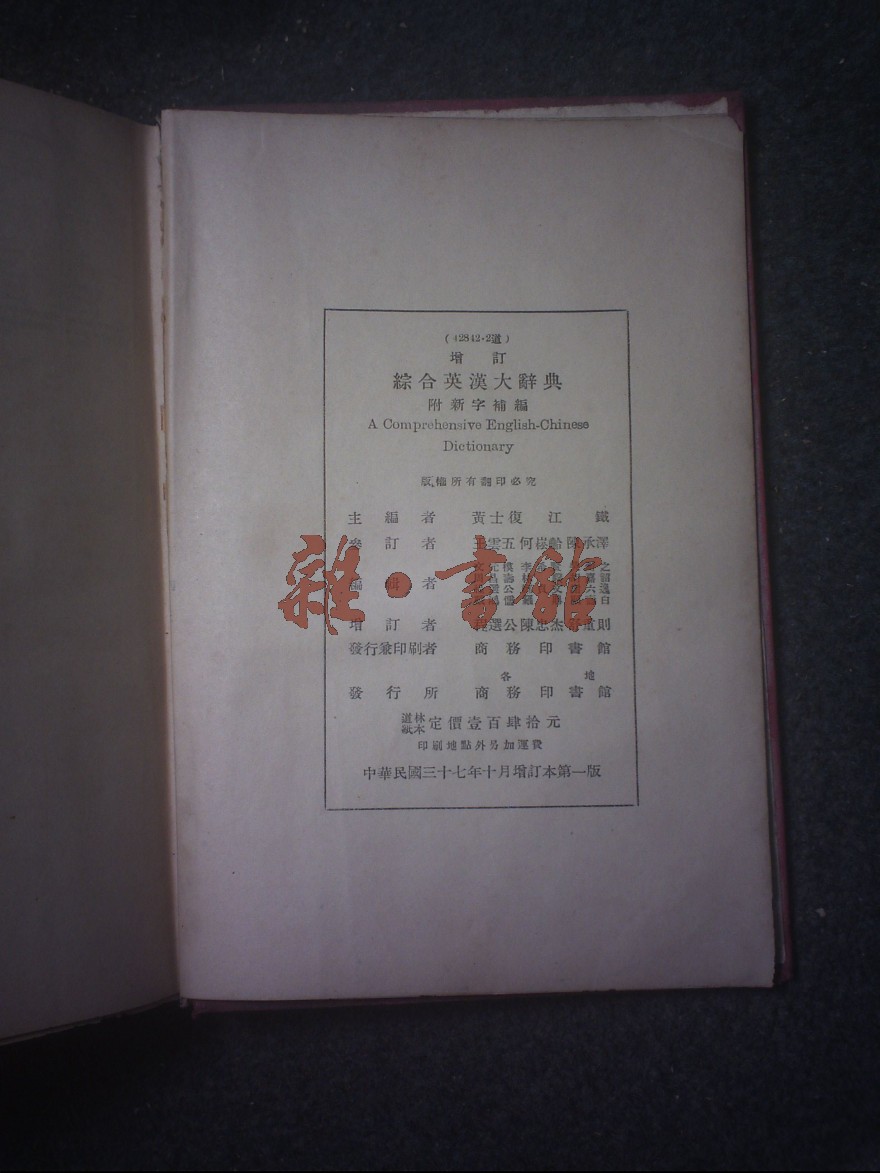 (42842·2道)
增訂
綜合英漢大辭典
附新字補編
A Comprehensive English-Chinese
Dictionary
版權所有翻印必究
主編者 黃士復 江鐵
參訂者 王雲五 何崧齡 陳承澤
編輯者
增訂者 選公 陳忠杰 則
發行兼印刷者 商務印書館
各地
發行所 商務印書館
道林紙本 定價壹百肆拾元
印刷地點外另加運費
中華民國三十七年十月增訂本第一版
雜·書館